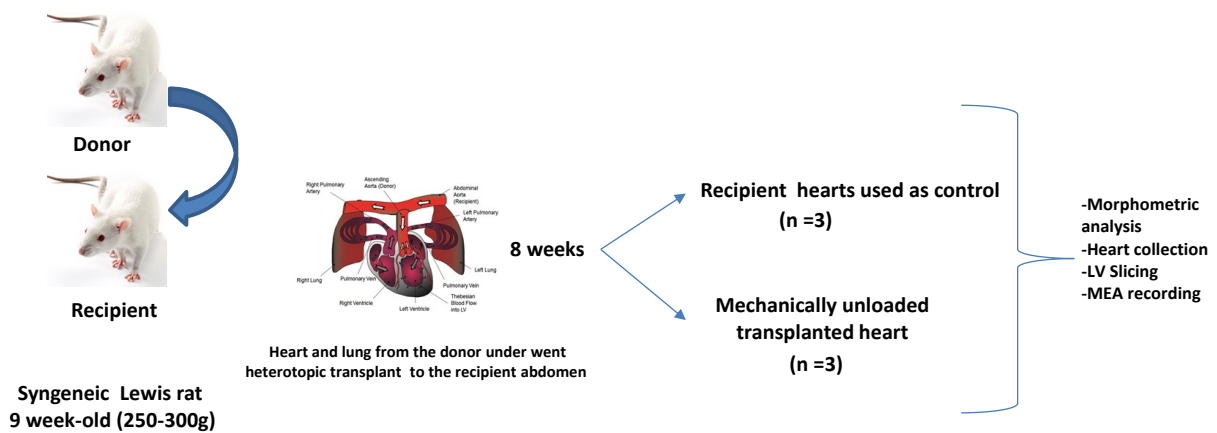 Donor
Recipient
Syngeneic Lewis rat
9 week-old (250-300g)
Right Pulmonary
Artery
Ascending
Aorta (Donor)
Abdominal
Aorta
(Recipient)
Left Pulmonary
Artery
Right Lung
Pulmonary Vein
Right Ventricle
Left Ventricle
Thebesian
Blood Flow
into LV
Pulmonary Vein
Left Lung
Heart and lung from the donor under went
heterotopic transplant to the recipient abdomen
8 weeks
Recipient hearts used as control
(n =3)
Mechanically unloaded
transplanted heart
(n =3)
-Morphometric
analysis
-Heart collection
-LV Slicing
-MEA recording